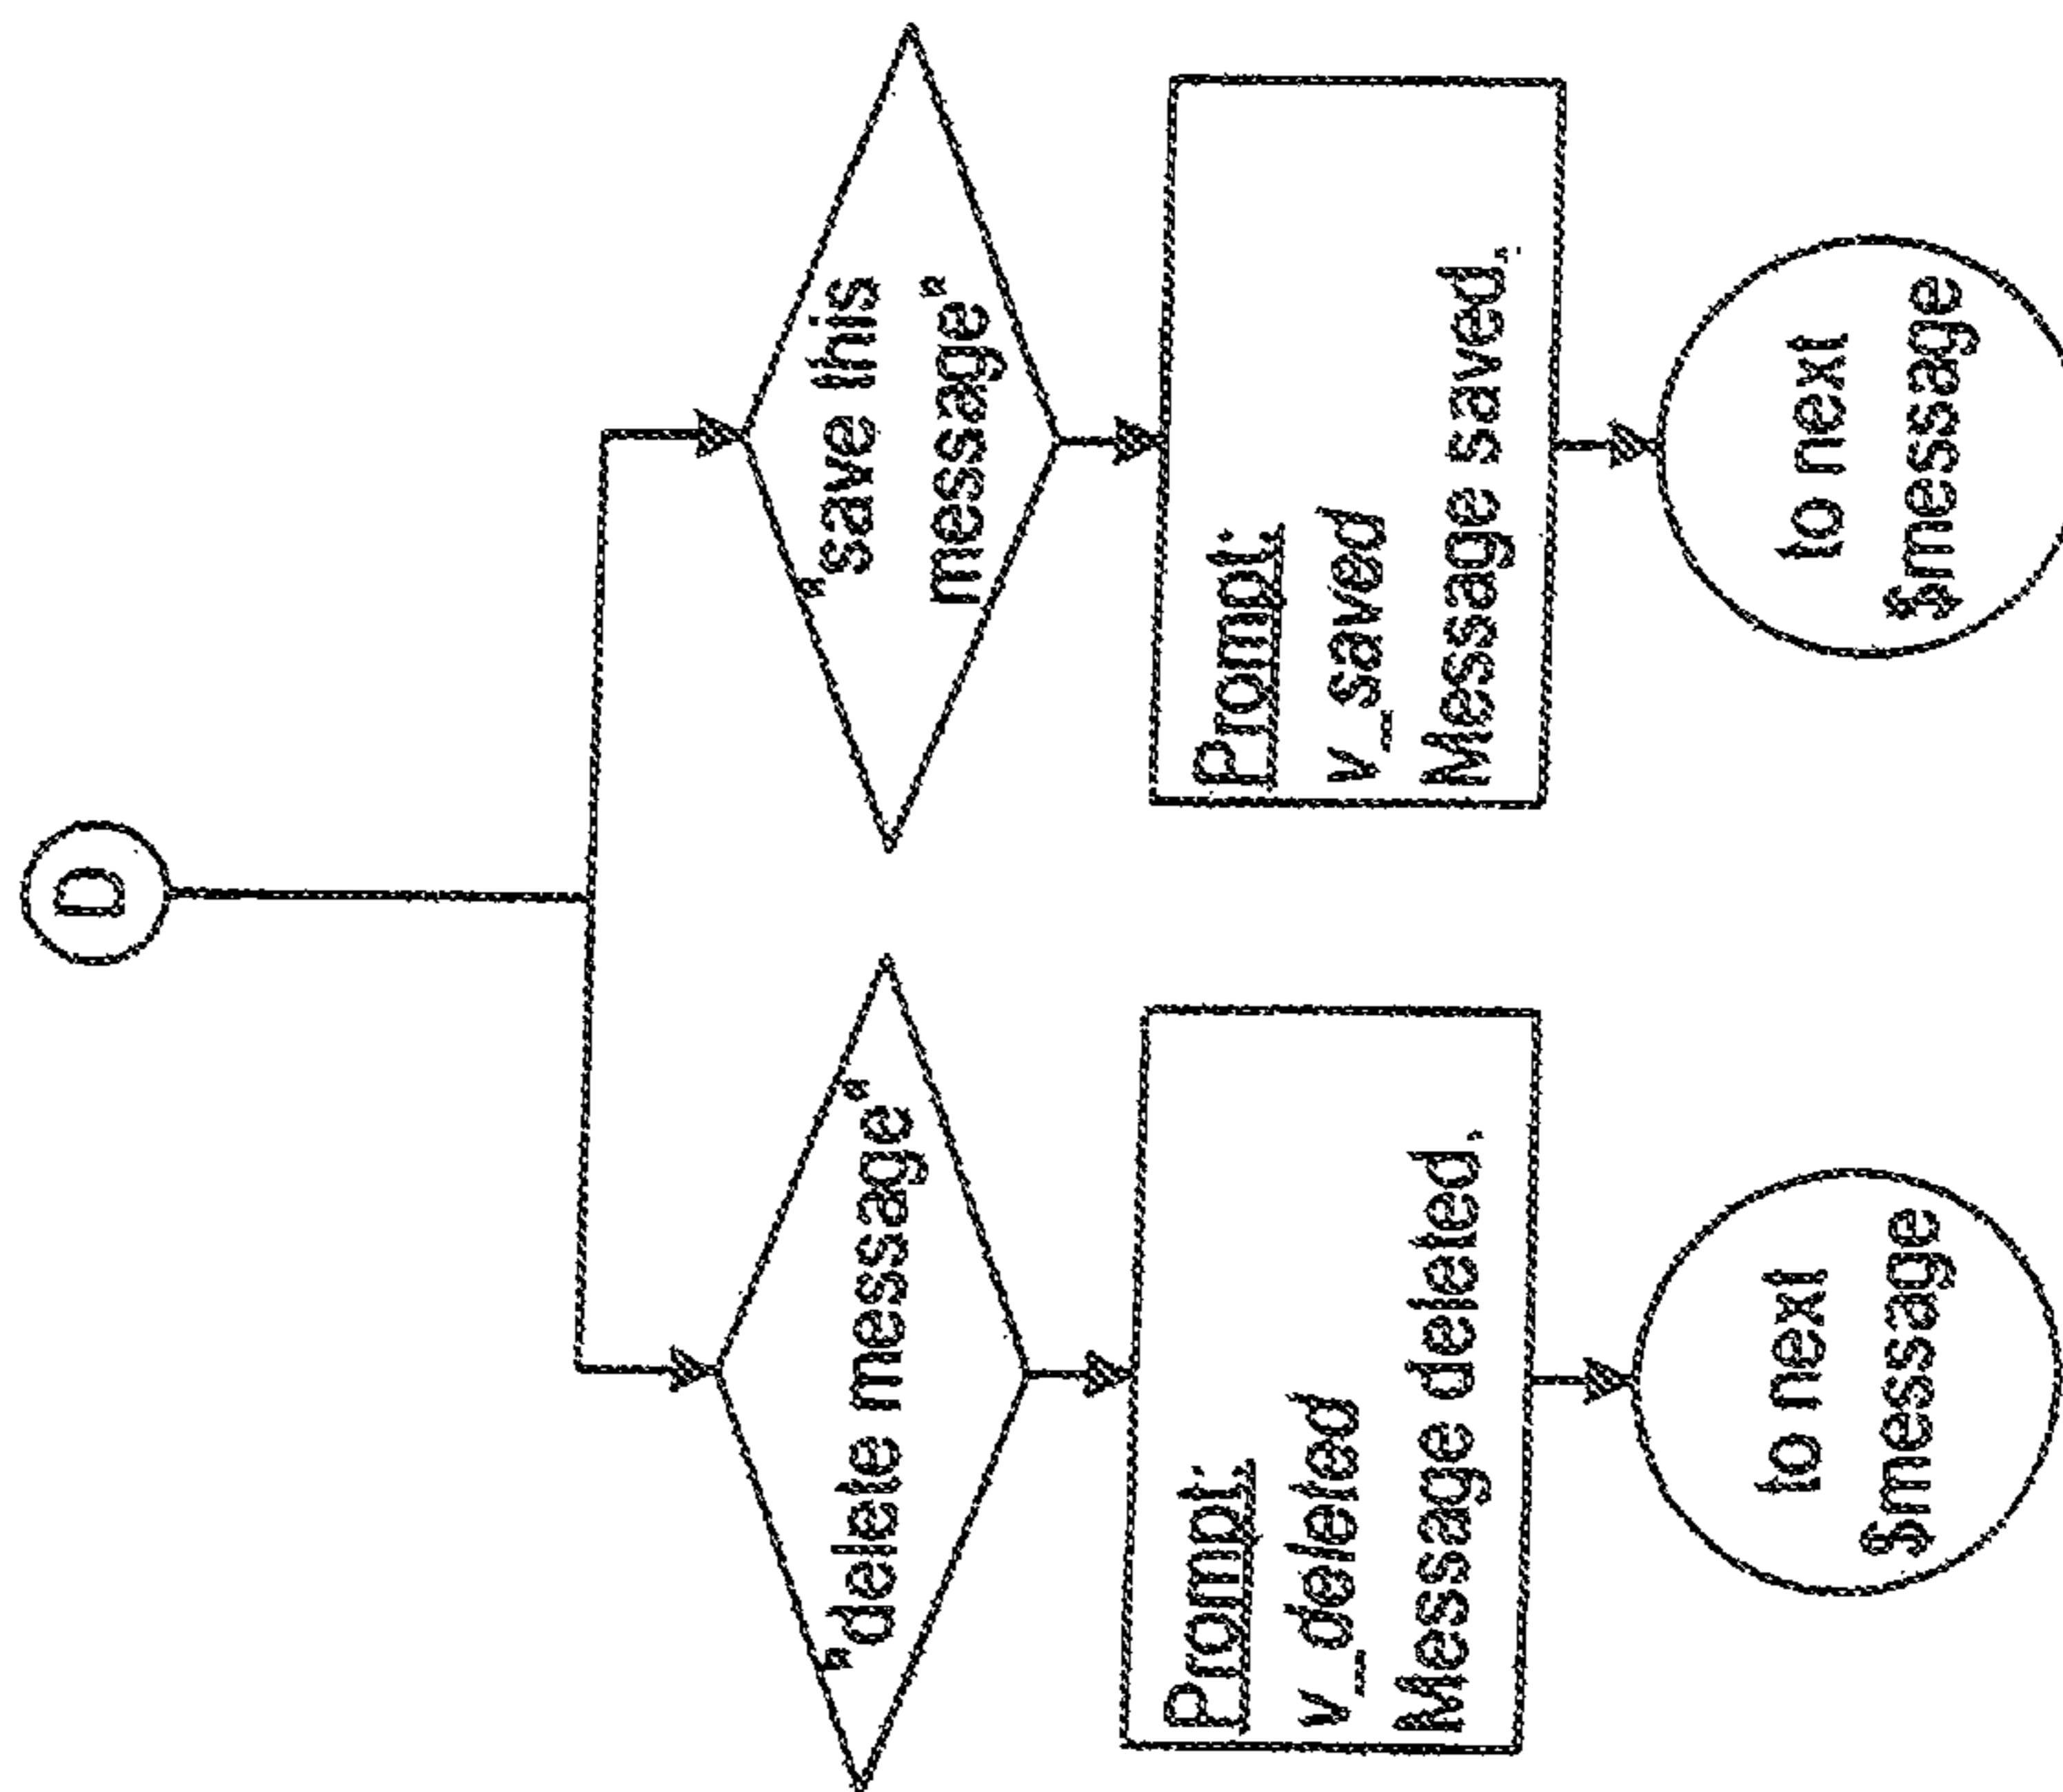 D
"delete message"
Prompt:
v_deleted
Message deleted.
to next
$message
"save this
message"
Prompt:
v_saved
Message saved.
to next
$message